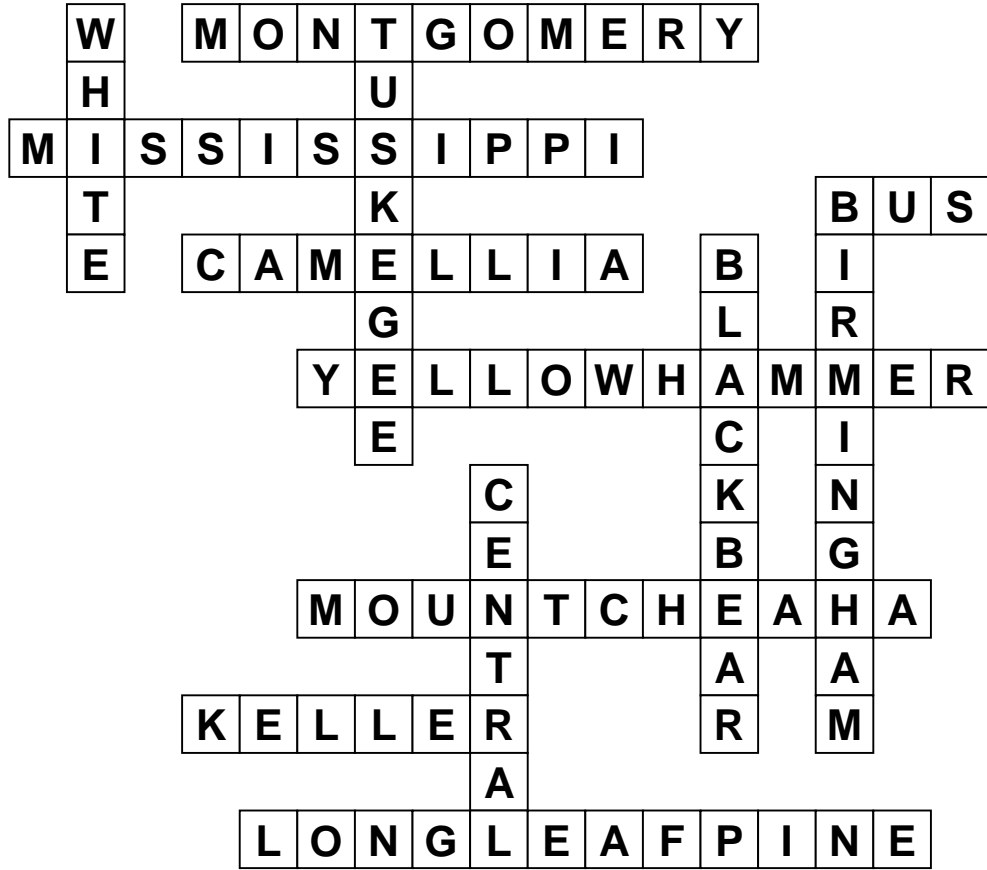 W MONTGOMERY
H U
MISSISSIPPI
T K BUS
E CAMELLIA B I
G L R
YELLOWHAMMER
E C I
C K N
E B G
MOUNTCHEAHA
T A A
KELLER R M
A
LONGLEAFPINE